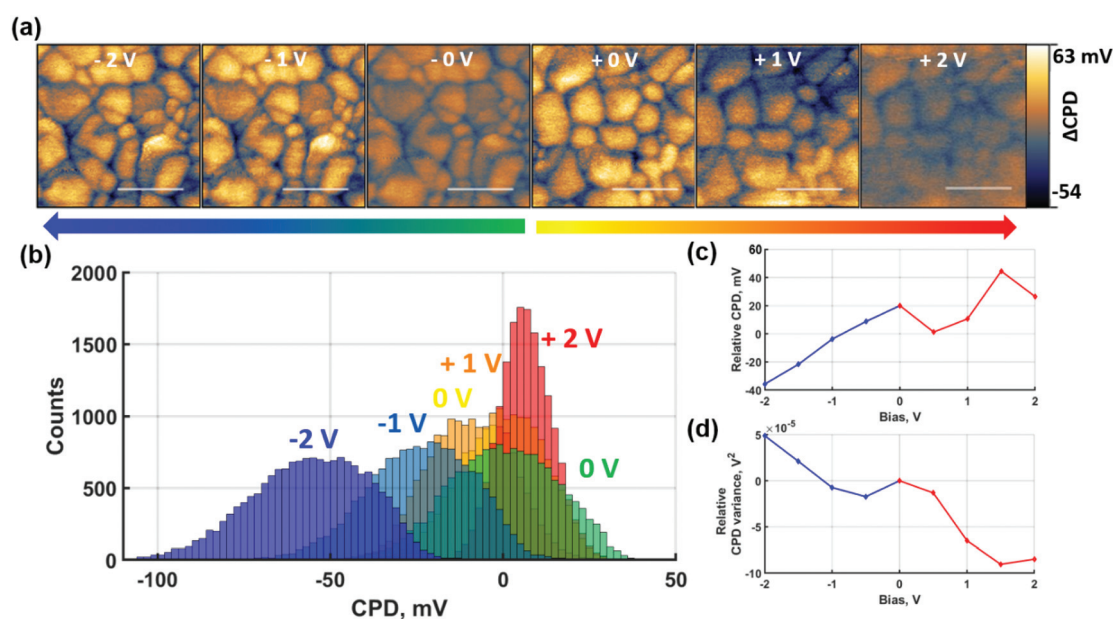 (a)
- 2 V
- 1 V
- 0 V
+ 0 V
+ 1 V
+ 2 V
63 mV
ΔCPD
-54
(b)
2000
1500
1000
500
0
Counts
-100
-50
0
50
CPD, mV
-2 V
-1 V
0 V
+ 1 V
+ 2 V
0 V
(c)
60
40
20
0
-20
-40
Relative CPD, mV
-2
-1
0
1
2
Bias, V
(d)
×10⁻⁵
5
0
-5
-10
Relative
CPD variance, V²
-2
-1
0
1
2
Bias, V